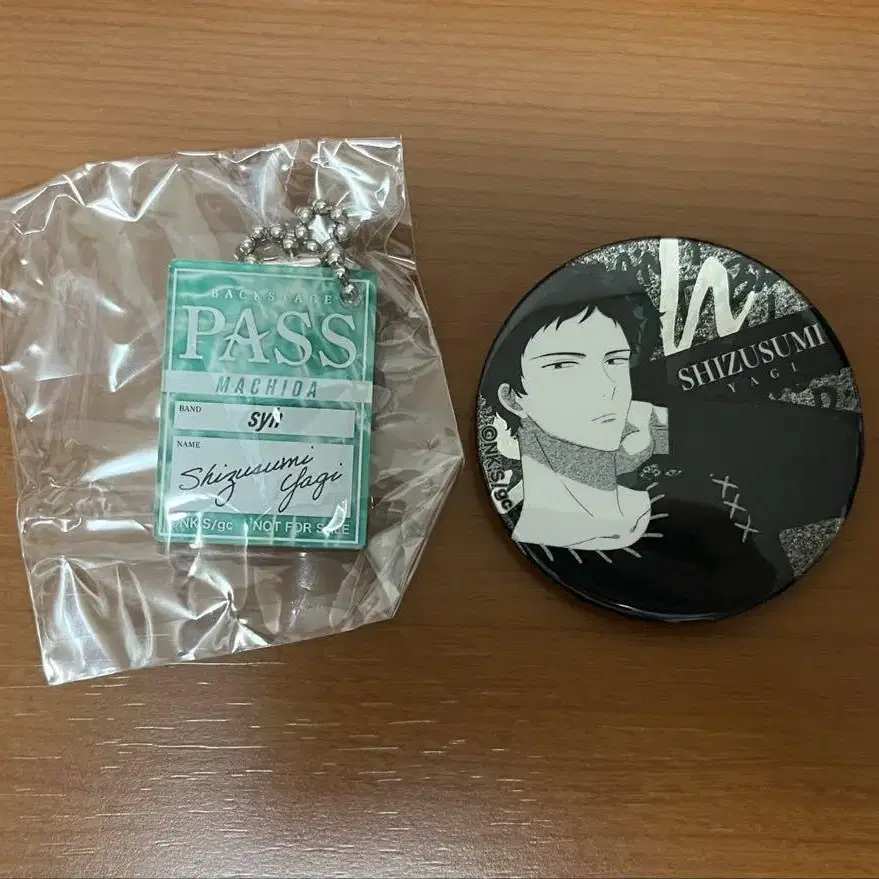 BACKSTAGE
PASS
MACHIDA
BAND
syh
NAME
Shizusumi
Yagi
©NK,S/gc NOT FOR SALE
h
SHIZUSUMI
YAGI
©NK,S/gc